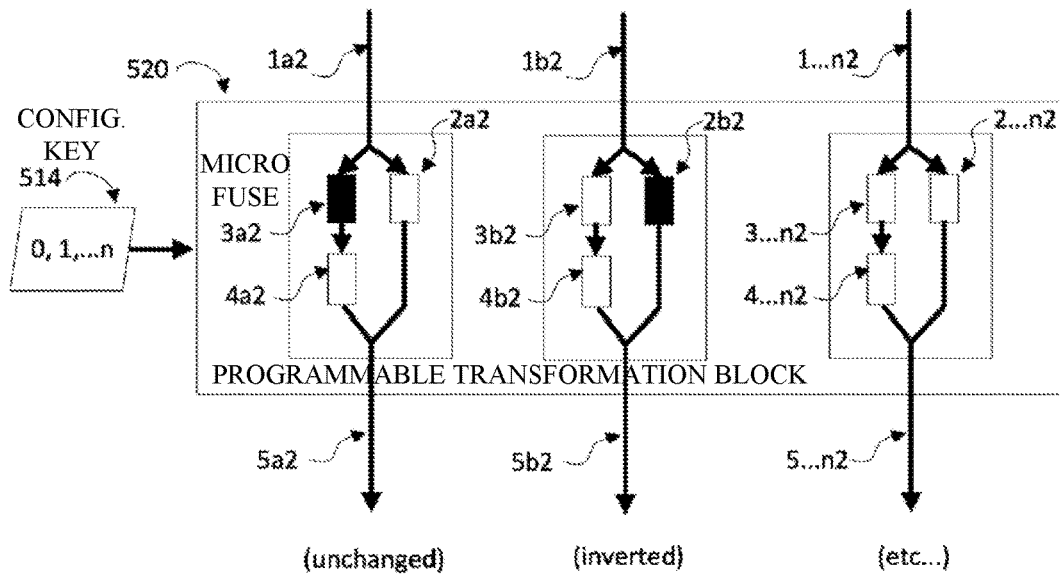 1a2
1b2
1...n2
520
CONFIG.
KEY
514
0, 1,...n
MICRO
FUSE
2a2
2b2
2...n2
3a2
3b2
3...n2
4a2
4b2
4...n2
PROGRAMMABLE TRANSFORMATION BLOCK
5a2
5b2
5...n2
(unchanged)
(inverted)
(etc...)